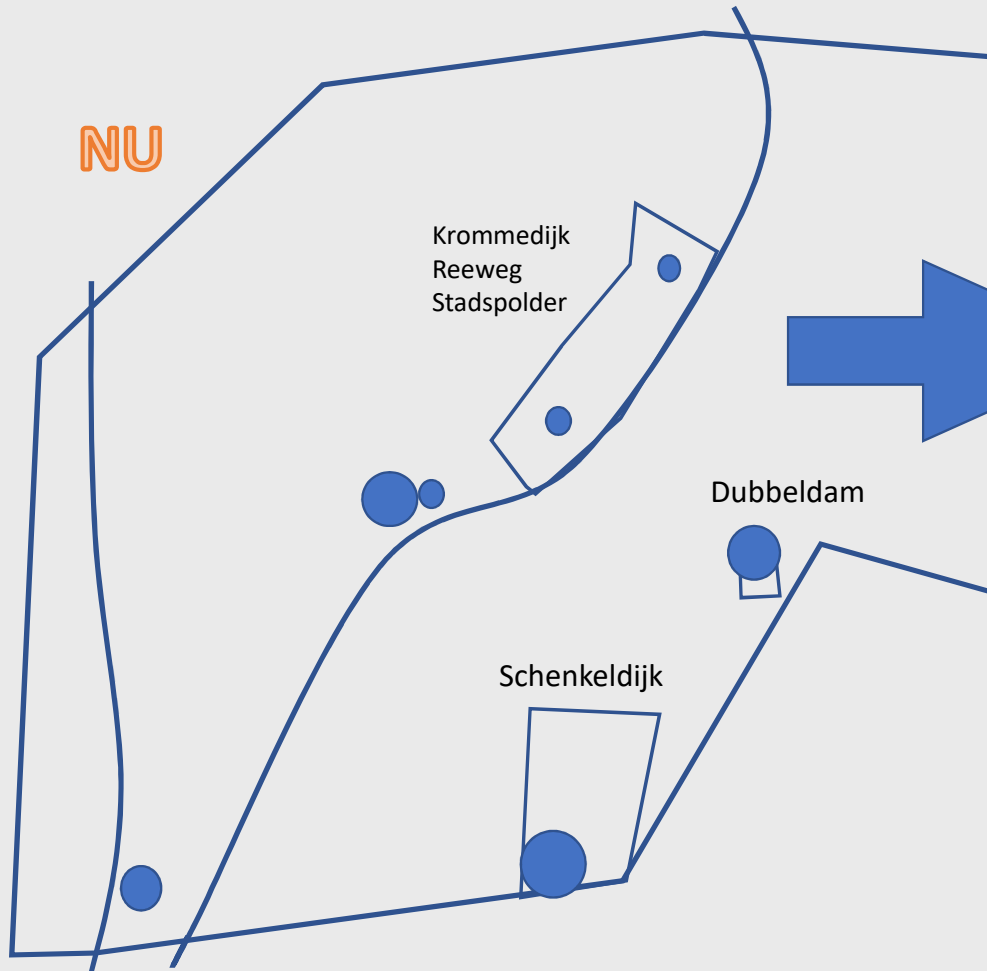 NU
Krommedijk
Reeweg
Stadspolder
Dubbeldam
Schenkeldijk